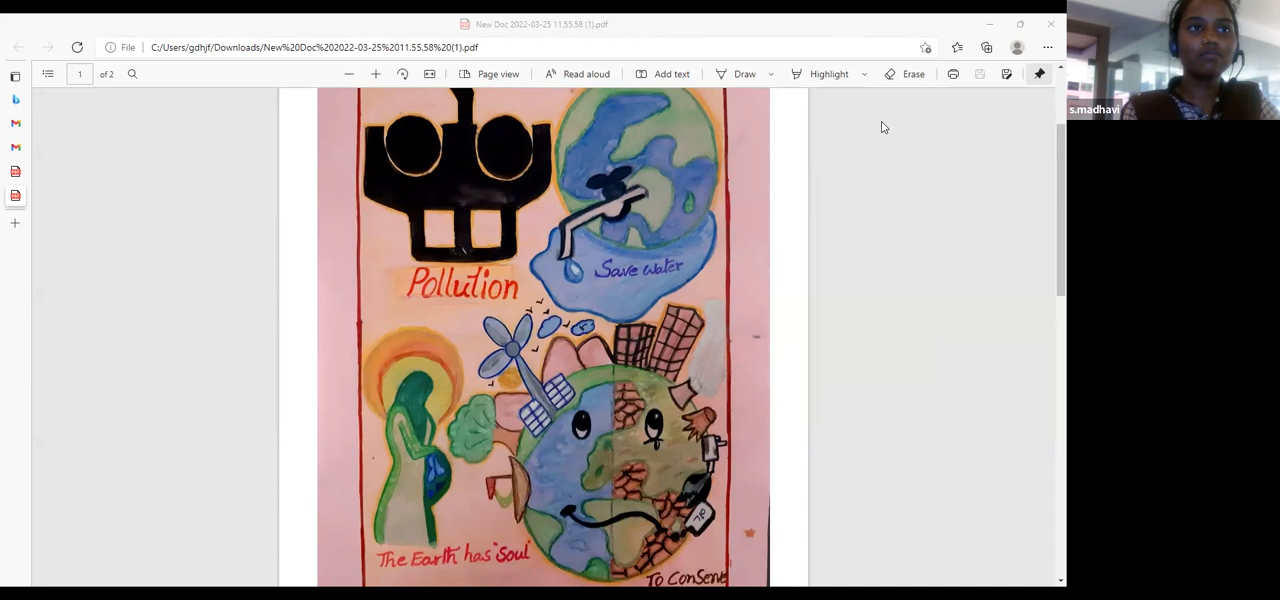 New Doc 2022-03-25 11.55.58 (1).pdf
File
C:/Users/gdhjf/Downloads/New%20Doc%202022-03-25%2011.55.58%20(1).pdf
1 of 2
Page view
Read aloud
Add text
Draw
Highlight
Erase
s.madhavi
Pollution
Save water
The Earth has "Soul"
To Conserve